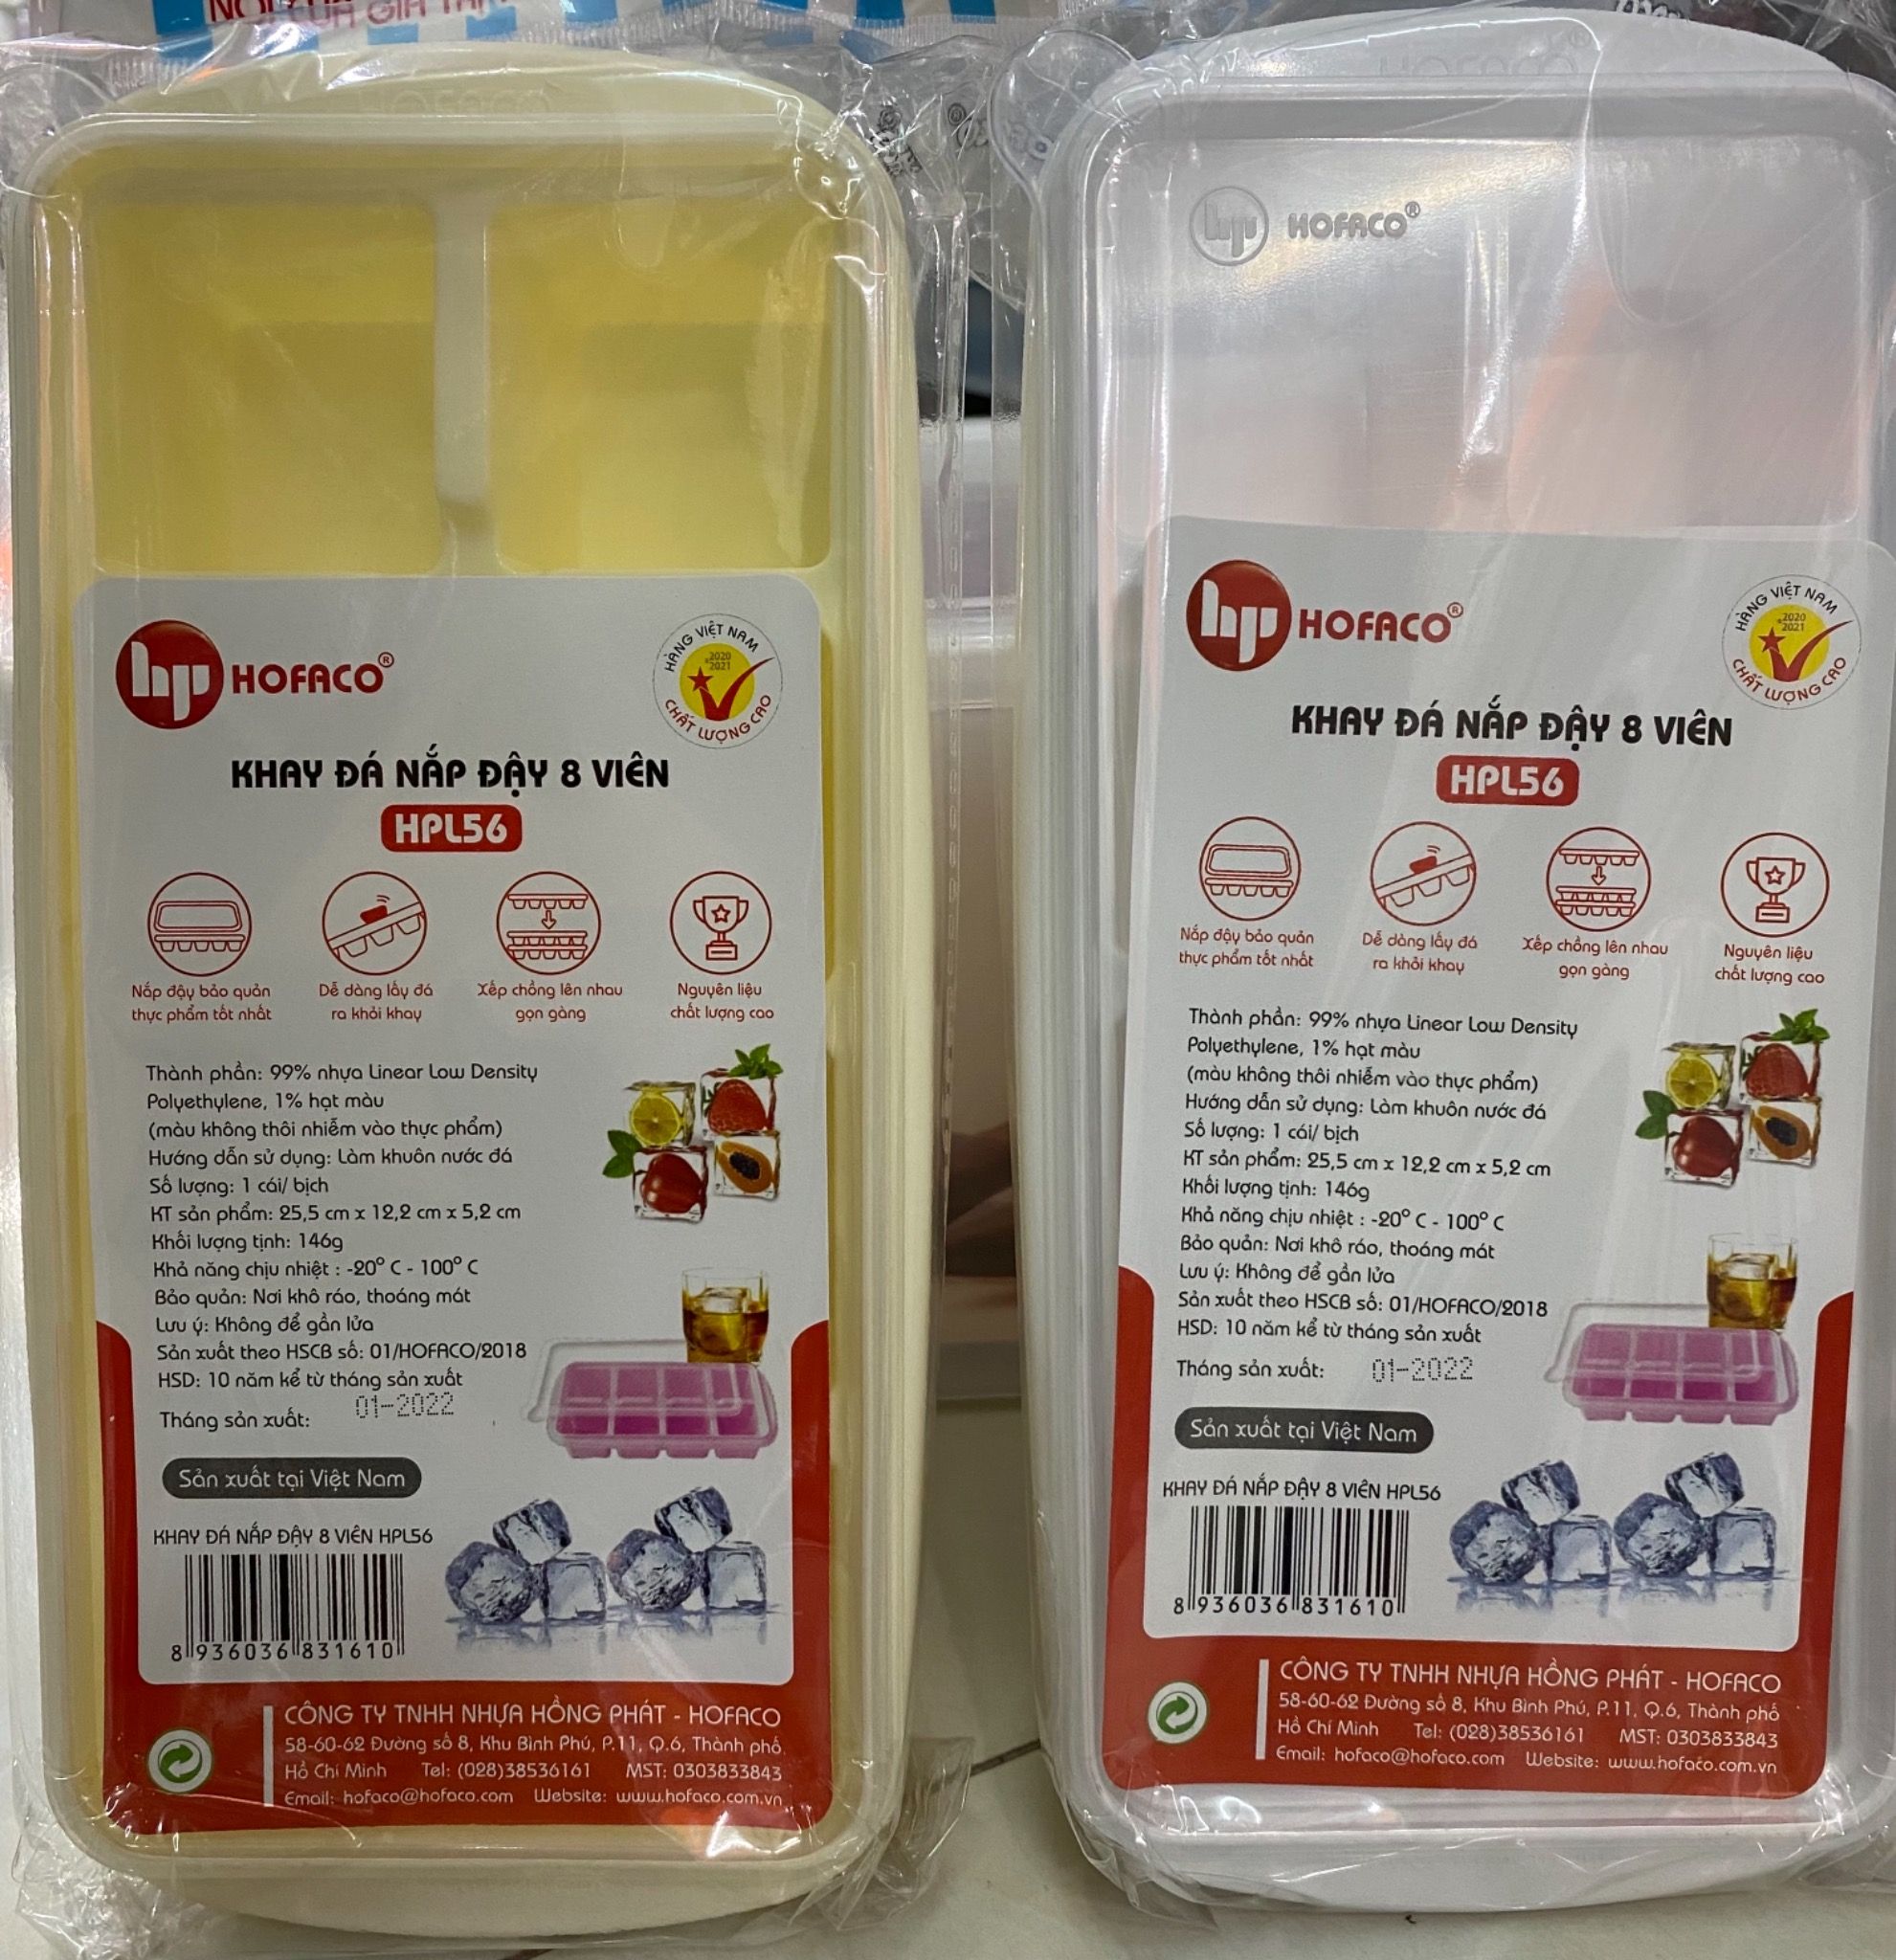 HOFACO
hp HOFACO®
HÀNG VIỆT NAM
2020
2021
CHẤT LƯỢNG CAO
KHAY ĐÁ NẮP ĐẬY 8 VIÊN
HPL56
Nắp đậy bảo quản
thực phẩm tốt nhất
Dễ dàng lấy đá
ra khỏi khay
Xếp chồng lên nhau
gọn gàng
Nguyên liệu
chất lượng cao
Thành phần: 99% nhựa Linear Low Density
Polyethylene, 1% hạt màu
(màu không thôi nhiễm vào thực phẩm)
Hướng dẫn sử dụng: Làm khuôn nước đá
Số lượng: 1 cái/ bịch
KT sản phẩm: 25,5 cm x 12,2 cm x 5,2 cm
Khối lượng tịnh: 146g
Khả năng chịu nhiệt : -20° C - 100° C
Bảo quản: Nơi khô ráo, thoáng mát
Lưu ý: Không để gần lửa
Sản xuất theo HSCB số: 01/HOFACO/2018
HSD: 10 năm kể từ tháng sản xuất
Tháng sản xuất: 01-2022
Sản xuất tại Việt Nam
KHAY ĐÁ NẮP ĐẬY 8 VIÊN HPL56
8 936036 831610
CÔNG TY TNHH NHỰA HỒNG PHÁT - HOFACO
58-60-62 Đường số 8, Khu Bình Phú, P.11, Q.6, Thành phố
Hồ Chí Minh Tel: (028)38536161 MST: 0303833843
Email: hofaco@hofaco.com Website: www.hofaco.com.vn
HOFACO
hp HOFACO®
hp HOFACO®
HÀNG VIỆT NAM
2020
2021
CHẤT LƯỢNG CAO
KHAY ĐÁ NẮP ĐẬY 8 VIÊN
HPL56
Nắp đậy bảo quản
thực phẩm tốt nhất
Dễ dàng lấy đá
ra khỏi khay
Xếp chồng lên nhau
gọn gàng
Nguyên liệu
chất lượng cao
Thành phần: 99% nhựa Linear Low Density
Polyethylene, 1% hạt màu
(màu không thôi nhiễm vào thực phẩm)
Hướng dẫn sử dụng: Làm khuôn nước đá
Số lượng: 1 cái/ bịch
KT sản phẩm: 25,5 cm x 12,2 cm x 5,2 cm
Khối lượng tịnh: 146g
Khả năng chịu nhiệt : -20° C - 100° C
Bảo quản: Nơi khô ráo, thoáng mát
Lưu ý: Không để gần lửa
Sản xuất theo HSCB số: 01/HOFACO/2018
HSD: 10 năm kể từ tháng sản xuất
Tháng sản xuất: 01-2022
Sản xuất tại Việt Nam
KHAY ĐÁ NẮP ĐẬY 8 VIÊN HPL56
8 936036 831610
CÔNG TY TNHH NHỰA HỒNG PHÁT - HOFACO
58-60-62 Đường số 8, Khu Bình Phú, P.11, Q.6, Thành phố
Hồ Chí Minh Tel: (028)38536161 MST: 0303833843
Email: hofaco@hofaco.com Website: www.hofaco.com.vn